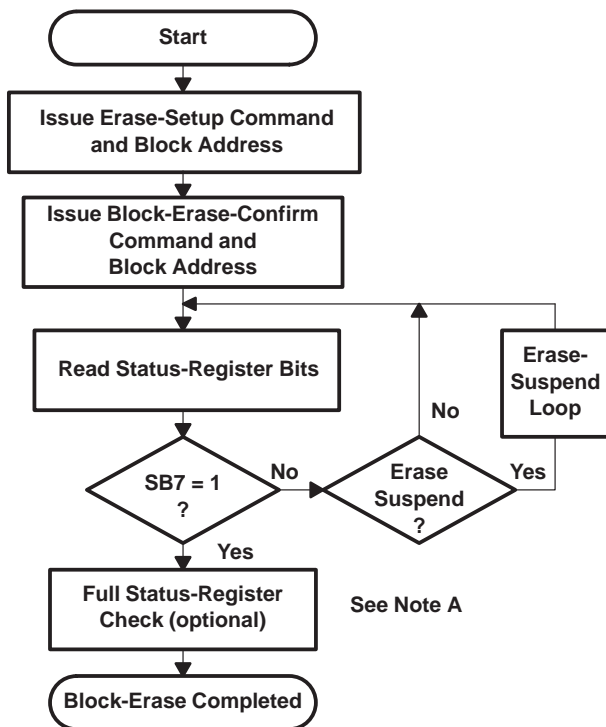 Start
Issue Erase-Setup Command
and Block Address
Issue Block-Erase-Confirm
Command and
Block Address
Read Status-Register Bits
Erase-
Suspend
Loop
No
SB7 = 1
?
No
Erase
Suspend
?
Yes
Yes
Full Status-Register
Check (optional)
See Note A
Block-Erase Completed